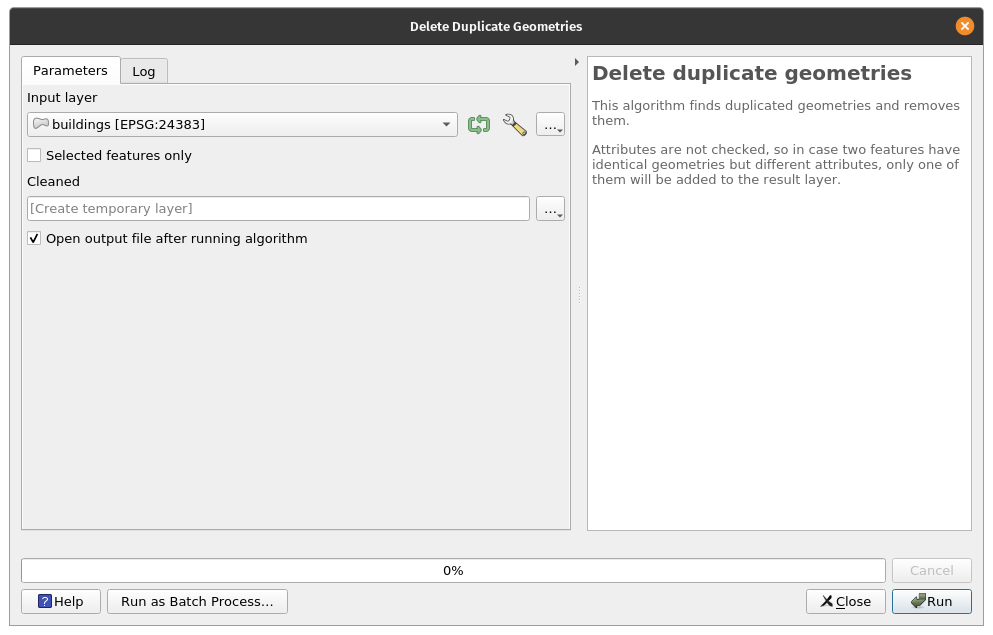 Delete Duplicate Geometries
Parameters
Log
Input layer
buildings [EPSG:24383]
...
Selected features only
Cleaned
[Create temporary layer]
...
Open output file after running algorithm
Delete duplicate geometries
This algorithm finds duplicated geometries and removes
them.
Attributes are not checked, so in case two features have
identical geometries but different attributes, only one of
them will be added to the result layer.
0%
Cancel
? Help
Run as Batch Process...
Close
Run